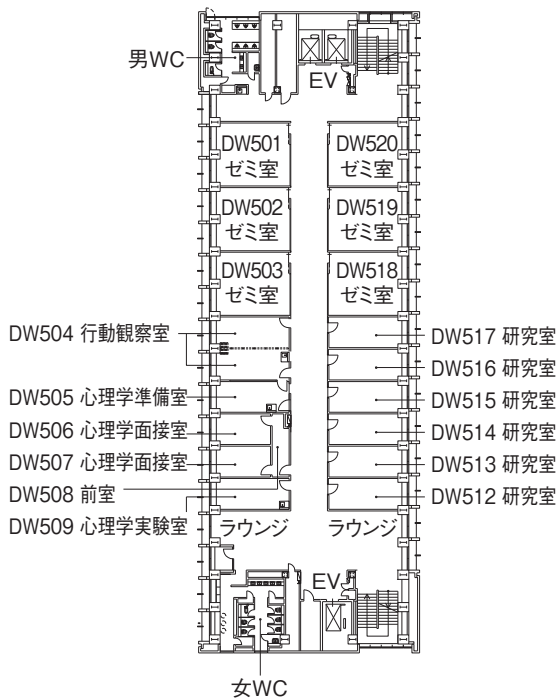 男WC
EV
DW501
ゼミ室
DW520
ゼミ室
DW502
ゼミ室
DW519
ゼミ室
DW503
ゼミ室
DW518
ゼミ室
DW504 行動観察室
DW517 研究室
DW516 研究室
DW505 心理学準備室
DW515 研究室
DW506 心理学面接室
DW514 研究室
DW507 心理学面接室
DW513 研究室
DW508 前室
DW512 研究室
DW509 心理学実験室
ラウンジ
ラウンジ
EV
女WC